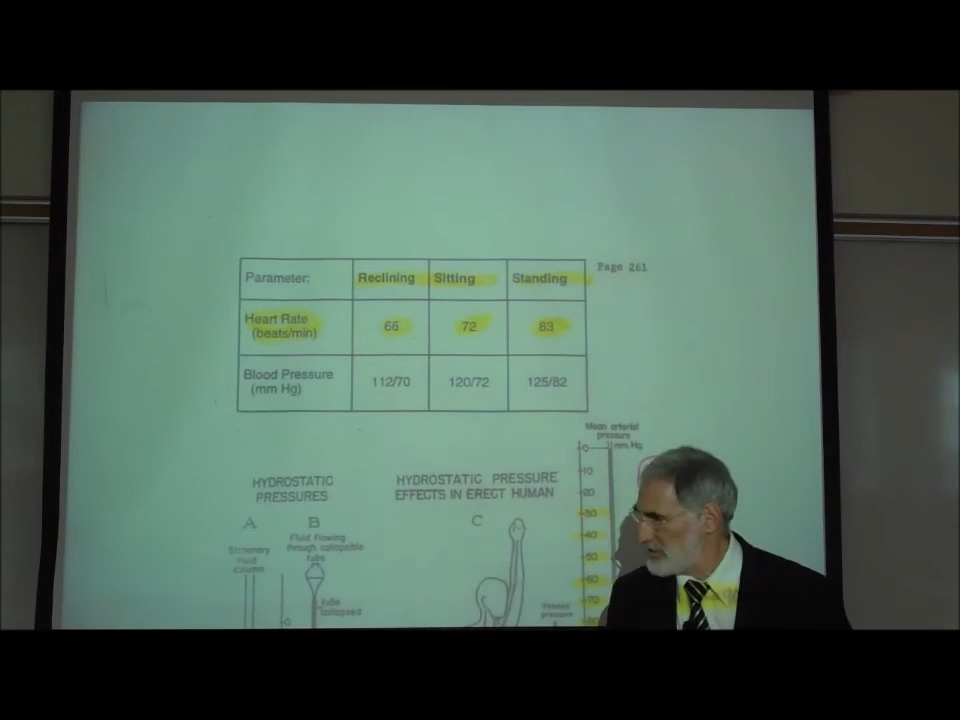 Page 261
Parameter: Reclining Sitting Standing
Heart Rate
(beats/min) 66 72 83
Blood Pressure
(mm Hg) 112/70 120/72 125/82
Mean arterial
pressure
mm Hg
0
10
20
30
40
50
60
70
80
HYDROSTATIC
PRESSURES
A B
Stationary
fluid
column
Fluid flowing
through collapsible
tube
tube
collapsed
0
HYDROSTATIC PRESSURE
EFFECTS IN ERECT HUMAN
C
Venous
pressure